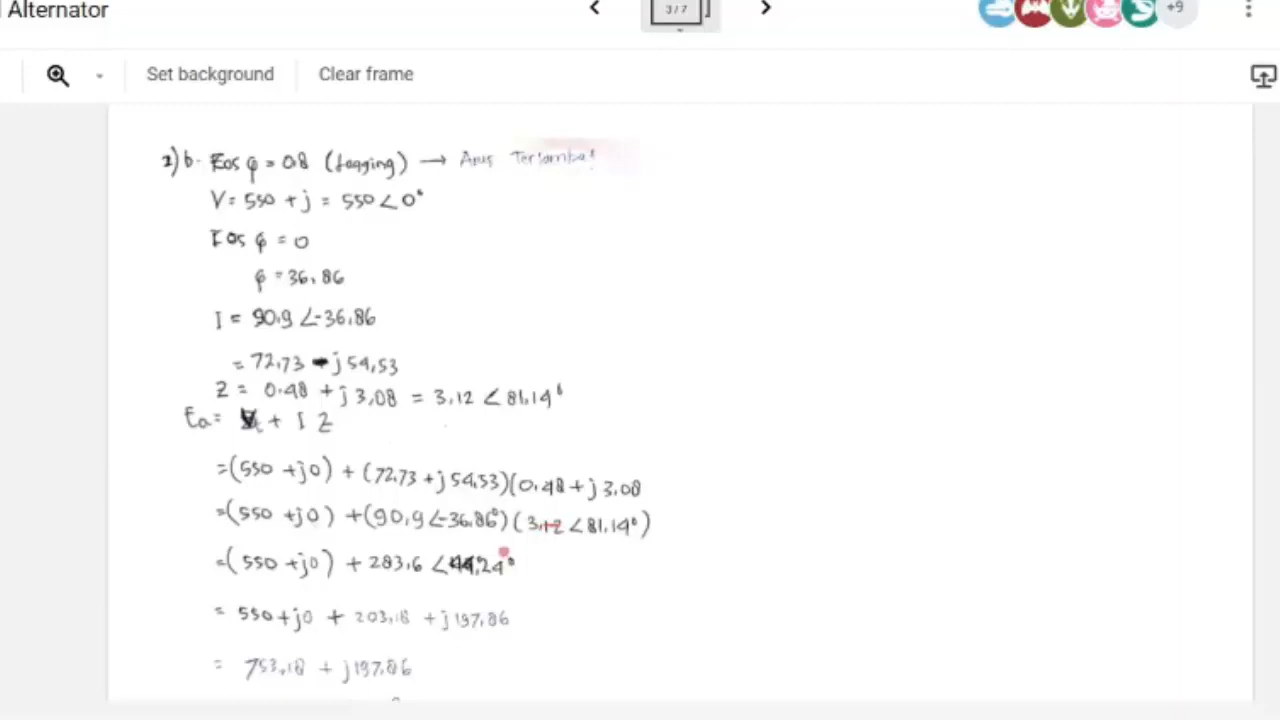 Alternator
3 / 7
+9
Set background Clear frame
2) b. Cos φ = 0.8 (lagging) → Arus
V = 550 + j = 550 ∠ 0°
Cos φ = 0
φ = 36,86
I = 90,9 ∠-36,86
= 72,73 - j 54,53
Z = 0.48 + j 3,08 = 3,12 ∠ 81,14°
Ea = V + I Z
= (550 + j0) + (72,73 + j 54,53)(0,48 + j 3,08
= (550 + j0) + (90,9 ∠-36,86°) (3,12 ∠ 81,14°)
= (550 + j0) + 283,6 ∠44,24°
= 550 + j0 + 203,18 + j 197,86
= 753,18 + j197,86